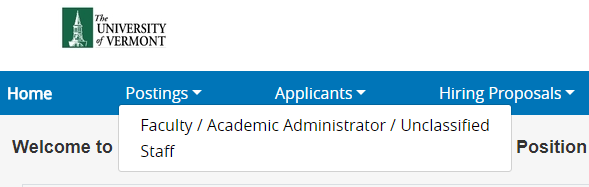 The
UNIVERSITY
of VERMONT
Home Postings Applicants Hiring Proposals
Faculty / Academic Administrator / Unclassified
Staff
Welcome to Position